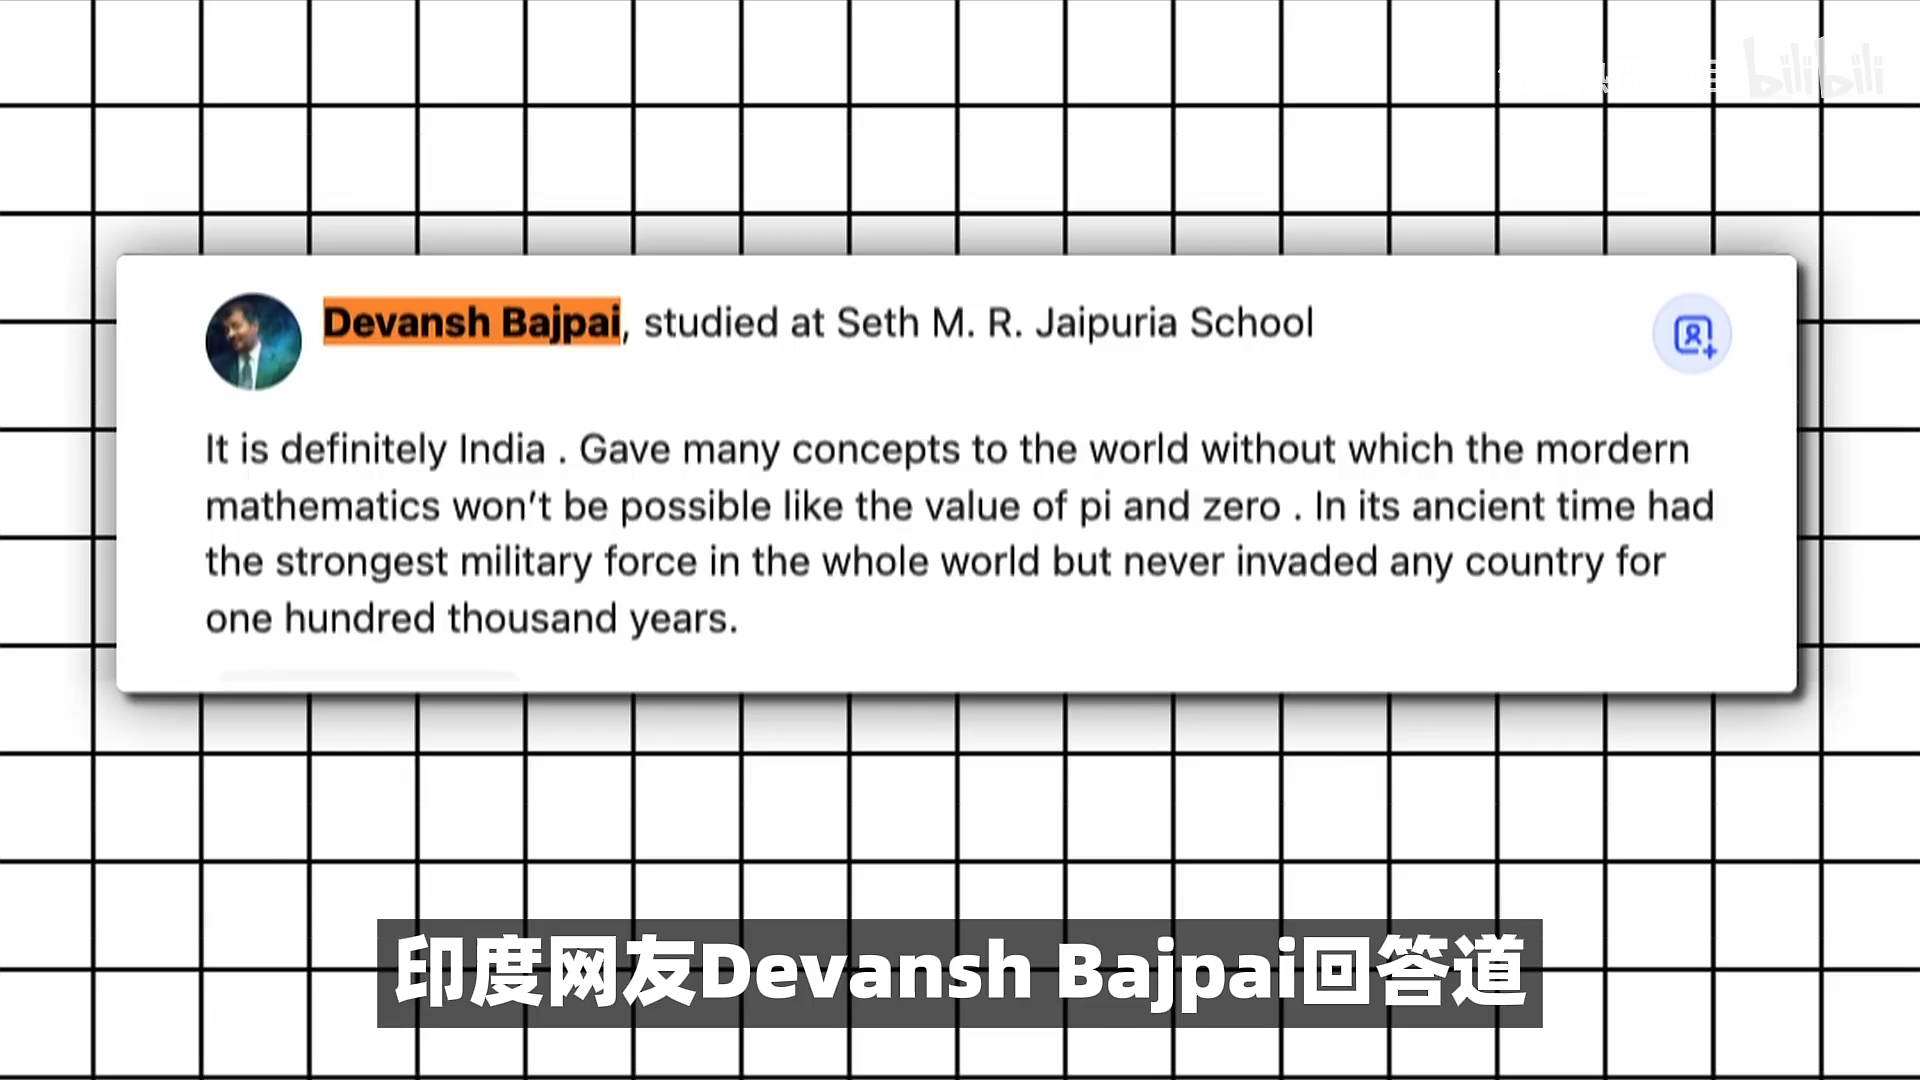 bilibili
Devansh Bajpai, studied at Seth M. R. Jaipuria School
It is definitely India . Gave many concepts to the world without which the mordern
mathematics won’t be possible like the value of pi and zero . In its ancient time had
the strongest military force in the whole world but never invaded any country for
one hundred thousand years.
印度网友Devansh Bajpai回答道